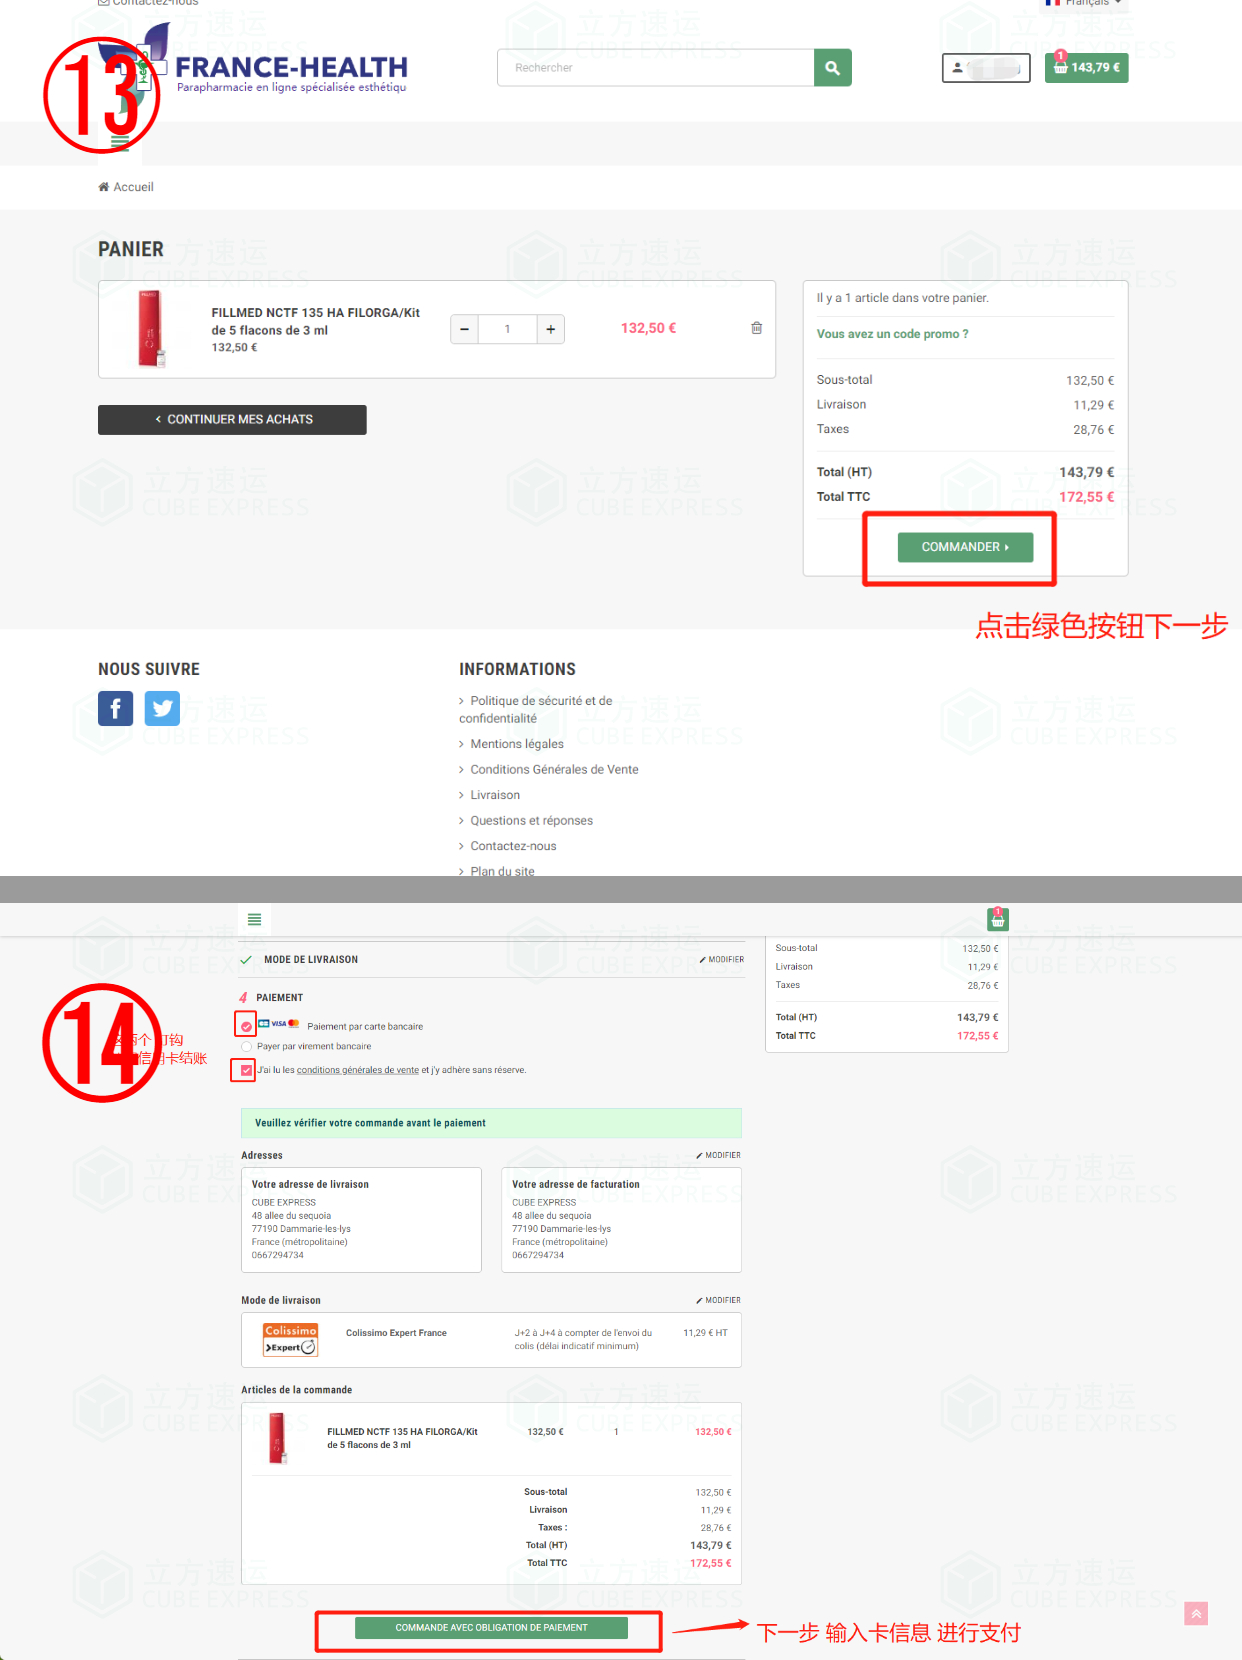 Contactez-nous
Français
13
FRANCE-HEALTH
Parapharmacie en ligne spécialisée esthétiqu
Rechercher
1
143,79 €
Accueil
PANIER
FILLMED NCTF 135 HA FILORGA/Kit
de 5 flacons de 3 ml
132,50 €
− 1 +
132,50 €
CONTINUER MES ACHATS
Il y a 1 article dans votre panier.
Vous avez un code promo ?
Sous-total 132,50 €
Livraison 11,29 €
Taxes 28,76 €
Total (HT) 143,79 €
Total TTC 172,55 €
COMMANDER
点击绿色按钮下一步
NOUS SUIVRE
INFORMATIONS
Politique de sécurité et de
confidentialité
Mentions légales
Conditions Générales de Vente
Livraison
Questions et réponses
Contactez-nous
Plan du site
1
MODE DE LIVRAISON
MODIFIER
Sous-total 132,50 €
Livraison 11,29 €
Taxes 28,76 €
Total (HT) 143,79 €
Total TTC 172,55 €
14
4 PAIEMENT
VISA Paiement par carte bancaire
Payer par virement bancaire
J'ai lu les conditions générales de vente et j'y adhère sans réserve.
两个 打钩
信用卡结账
Veuillez vérifier votre commande avant le paiement
Adresses
MODIFIER
Votre adresse de livraison
CUBE EXPRESS
48 allee du sequoia
77190 Dammarie-les-lys
France (métropolitaine)
0667294734
Votre adresse de facturation
CUBE EXPRESS
48 allee du sequoia
77190 Dammarie-les-lys
France (métropolitaine)
0667294734
Mode de livraison
MODIFIER
Colissimo
Expert
Colissimo Expert France
J+2 à J+4 à compter de l'envoi du
colis (délai indicatif minimum)
11,29 € HT
Articles de la commande
FILLMED NCTF 135 HA FILORGA/Kit
de 5 flacons de 3 ml
132,50 €
1
132,50 €
Sous-total 132,50 €
Livraison 11,29 €
Taxes : 28,76 €
Total (HT) 143,79 €
Total TTC 172,55 €
COMMANDE AVEC OBLIGATION DE PAIEMENT
下一步 输入卡信息 进行支付
立方速运
CUBE EXPRESS